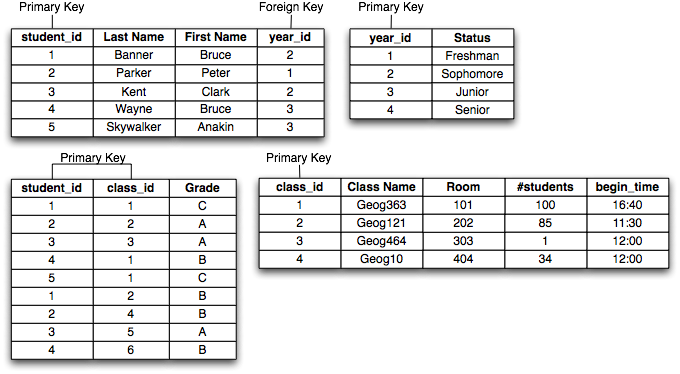 Primary Key Foreign Key
student_id Last Name First Name year_id
1 Banner Bruce 2
2 Parker Peter 1
3 Kent Clark 2
4 Wayne Bruce 3
5 Skywalker Anakin 3
Primary Key
year_id Status
1 Freshman
2 Sophomore
3 Junior
4 Senior
Primary Key
student_id class_id Grade
1 1 C
2 2 A
3 3 A
4 1 B
5 1 C
1 2 B
2 4 B
3 5 A
4 6 B
Primary Key
class_id Class Name Room #students begin_time
1 Geog363 101 100 16:40
2 Geog121 202 85 11:30
3 Geog464 303 1 12:00
4 Geog10 404 34 12:00